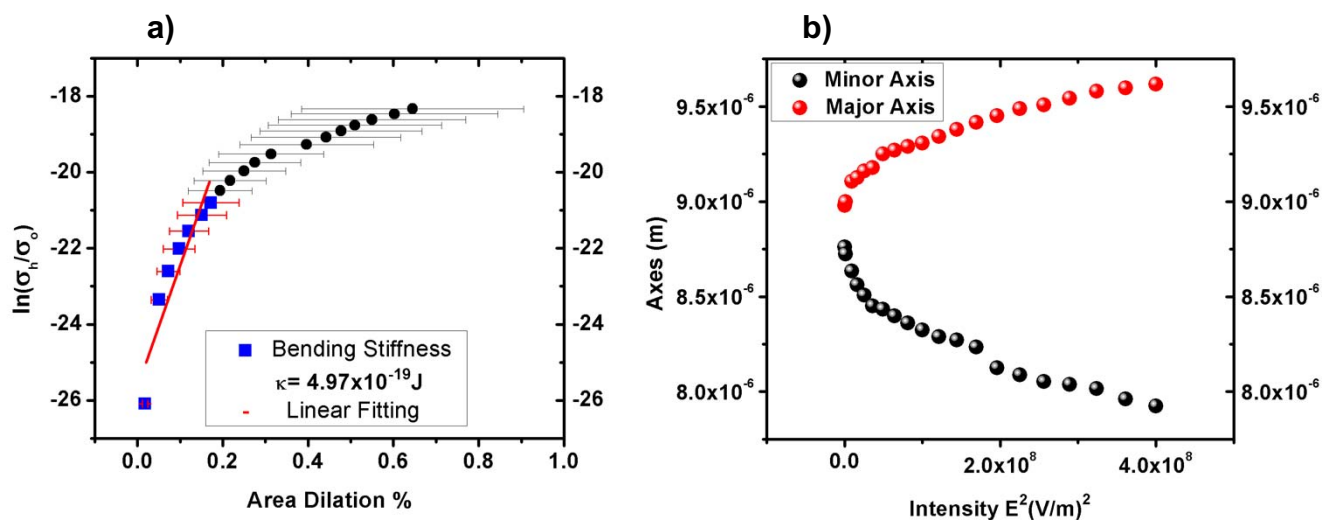 a)
ln(σh/σo)
-18
-20
-22
-24
-26
-18
-20
-22
-24
-26
Bending Stiffness
κ= 4.97x10⁻¹⁹J
Linear Fitting
0.0 0.2 0.4 0.6 0.8 1
Area Dilation %
b)
Minor Axis
Major Axis
Axes (m)
9.5x10⁻⁶
9.0x10⁻⁶
8.5x10⁻⁶
8.0x10⁻⁶
9.5x10⁻⁶
9.0x10⁻⁶
8.5x10⁻⁶
8.0x10⁻⁶
0.0 2.0x10⁸ 4.0x10⁸
Intensity E²(V/m)²